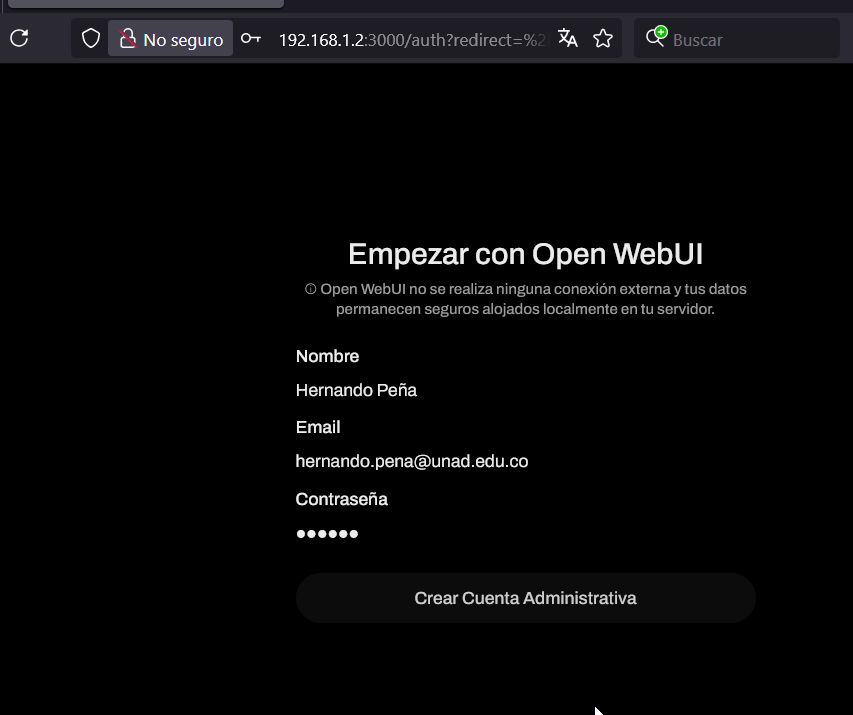 No seguro
192.168.1.2:3000/auth?redirect=%2
Buscar
Empezar con Open WebUI
Open WebUI no se realiza ninguna conexión externa y tus datos
permanecen seguros alojados localmente en tu servidor.
Nombre
Hernando Peña
Email
hernando.pena@unad.edu.co
Contraseña
••••••
Crear Cuenta Administrativa